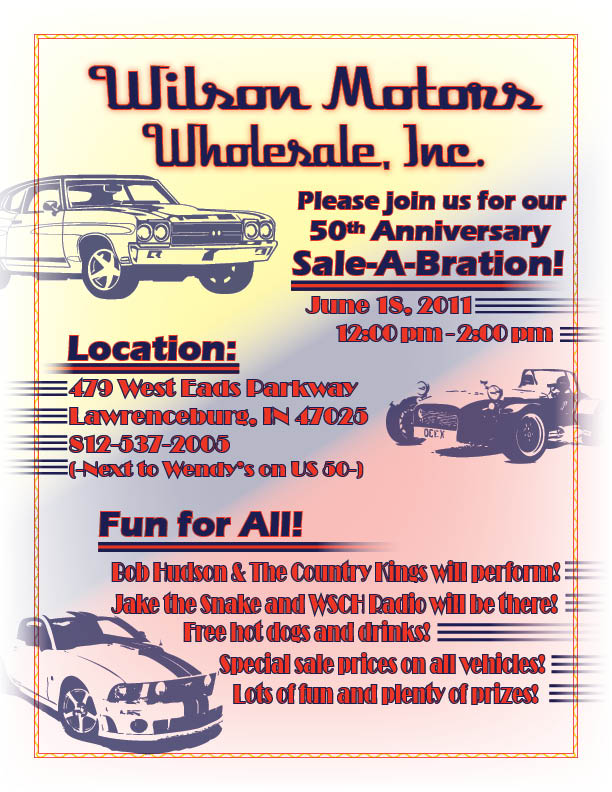 Wilson Motors
Wholesale, Inc.
Please join us for our
50th Anniversary
Sale-A-Bration!
June 18, 2011
12:00 pm - 2:00 pm
Location:
479 West Eads Parkway
Lawrenceburg, IN 47025
812-537-2005
(-Next to Wendy's on US 50-)
Fun for All!
Bob Hudson & The Country Kings will perform!
Jake the Snake and WSCH Radio will be there!
Free hot dogs and drinks!
Special sale prices on all vehicles!
Lots of fun and plenty of prizes!